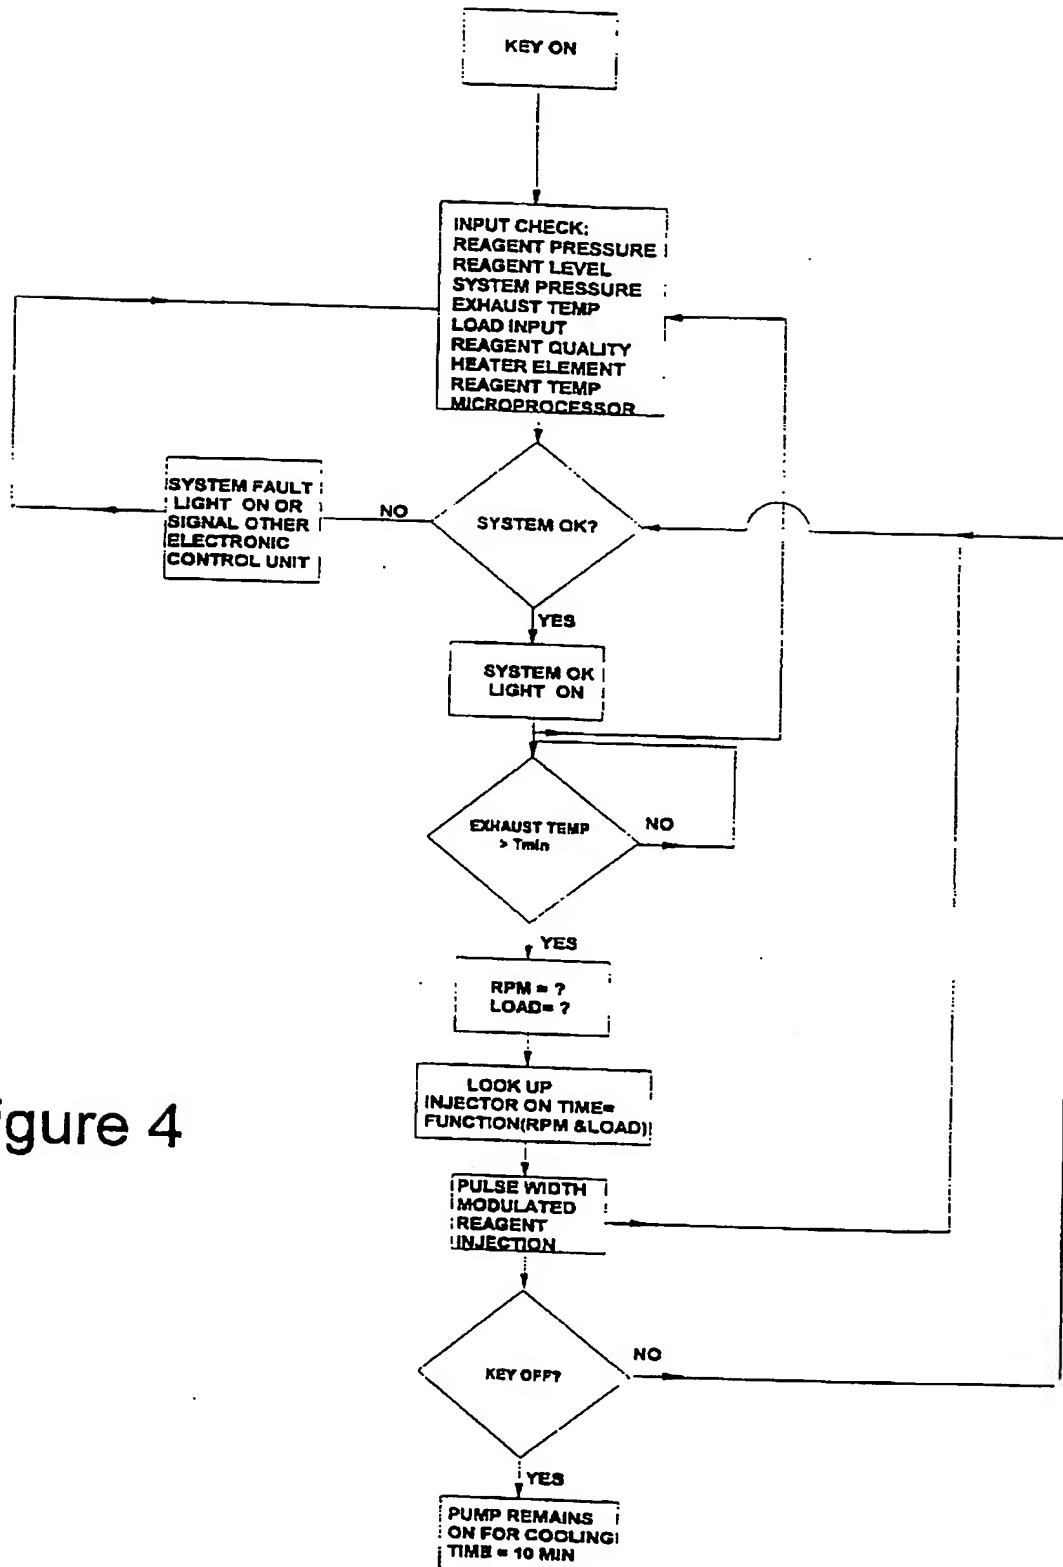 KEY ON
INPUT CHECK:
REAGENT PRESSURE
REAGENT LEVEL
SYSTEM PRESSURE
EXHAUST TEMP
LOAD INPUT
REAGENT QUALITY
HEATER ELEMENT
REAGENT TEMP
MICROPROCESSOR
SYSTEM FAULT
LIGHT ON OR
SIGNAL OTHER
ELECTRONIC
CONTROL UNIT
NO
SYSTEM OK?
YES
SYSTEM OK
LIGHT ON
EXHAUST TEMP
> Tmin
NO
YES
RPM = ?
LOAD= ?
LOOK UP
INJECTOR ON TIME=
FUNCTION(RPM &LOAD)
gure 4
PULSE WIDTH
MODULATED
REAGENT
INJECTION
KEY OFF?
NO
YES
PUMP REMAINS
ON FOR COOLING
TIME = 10 MIN